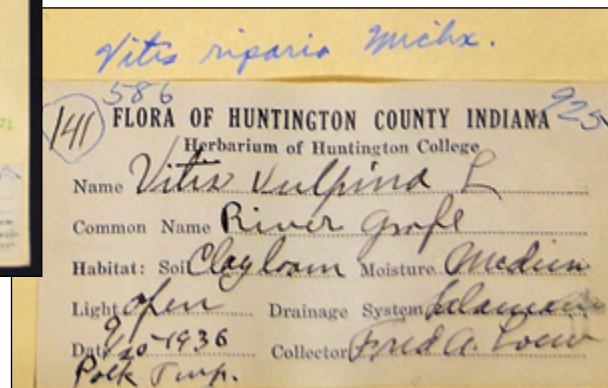 Vitis riparia Michx.
586
925
141
FLORA OF HUNTINGTON COUNTY INDIANA
Herbarium of Huntington College
Name Vitis vulpina L
Common Name River Grape
Habitat: Soil Clay loam Moisture Medium
Light open Drainage System Salamonie
Date 9/20-1936 Collector Fred A. Loew
Polk Twp.